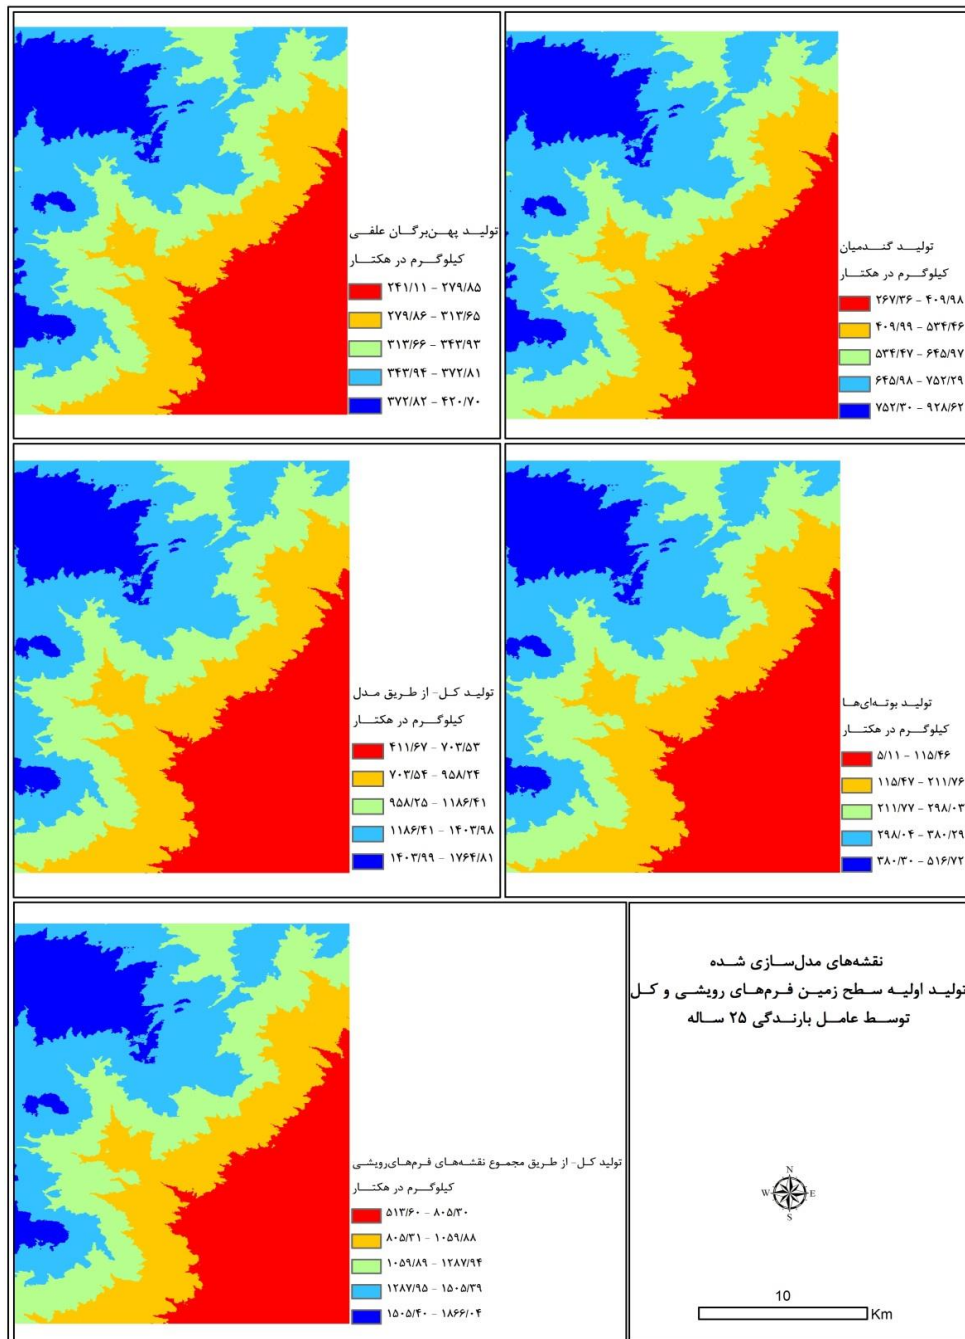 تولید پهن‌برگان علفی
کیلوگرم در هکتار
۲۴۱/۱۱ - ۲۷۹/۸۵
۲۷۹/۸۶ - ۳۱۳/۶۵
۳۱۳/۶۶ - ۳۴۳/۹۳
۳۴۳/۹۴ - ۳۷۲/۸۱
۳۷۲/۸۲ - ۴۲۰/۷۰
تولید گندمیان
کیلوگرم در هکتار
۲۶۷/۳۶ - ۴۰۹/۹۸
۴۰۹/۹۹ - ۵۳۴/۴۶
۵۳۴/۴۷ - ۶۴۵/۹۷
۶۴۵/۹۸ - ۷۵۲/۲۹
۷۵۲/۳۰ - ۹۲۸/۶۲
تولید کل- از طریق مدل
کیلوگرم در هکتار
۴۱۱/۶۷ - ۷۰۳/۵۳
۷۰۳/۵۴ - ۹۵۸/۲۴
۹۵۸/۲۵ - ۱۱۸۶/۴۱
۱۱۸۶/۴۱ - ۱۴۰۳/۹۸
۱۴۰۳/۹۹ - ۱۷۶۴/۸۱
تولید بوته‌ای‌ها
کیلوگرم در هکتار
۵/۱۱ - ۱۱۵/۴۶
۱۱۵/۴۷ - ۲۱۱/۷۶
۲۱۱/۷۷ - ۲۹۸/۰۳
۲۹۸/۰۴ - ۳۸۰/۲۹
۳۸۰/۳۰ - ۵۱۶/۷۲
تولید کل- از طریق مجموع نقشه‌های فرم‌های‌رویشی
کیلوگرم در هکتار
۵۱۳/۶۰ - ۸۰۵/۳۰
۸۰۵/۳۱ - ۱۰۵۹/۸۸
۱۰۵۹/۸۹ - ۱۲۸۷/۹۴
۱۲۸۷/۹۵ - ۱۵۰۵/۳۹
۱۵۰۵/۴۰ - ۱۸۶۶/۰۴
نقشه‌های مدل‌سازی شده
تولید اولیه سطح زمین فرم‌های رویشی و کل
توسط عامل بارندگی ۲۵ ساله
N
W E
S
10
Km